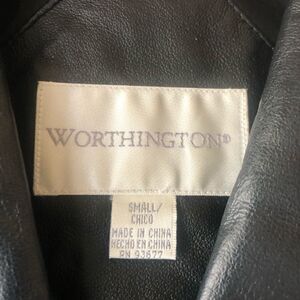 WORTHINGTON®
SMALL/
CHICO
MADE IN CHINA
HECHO EN CHINA
RN 93677